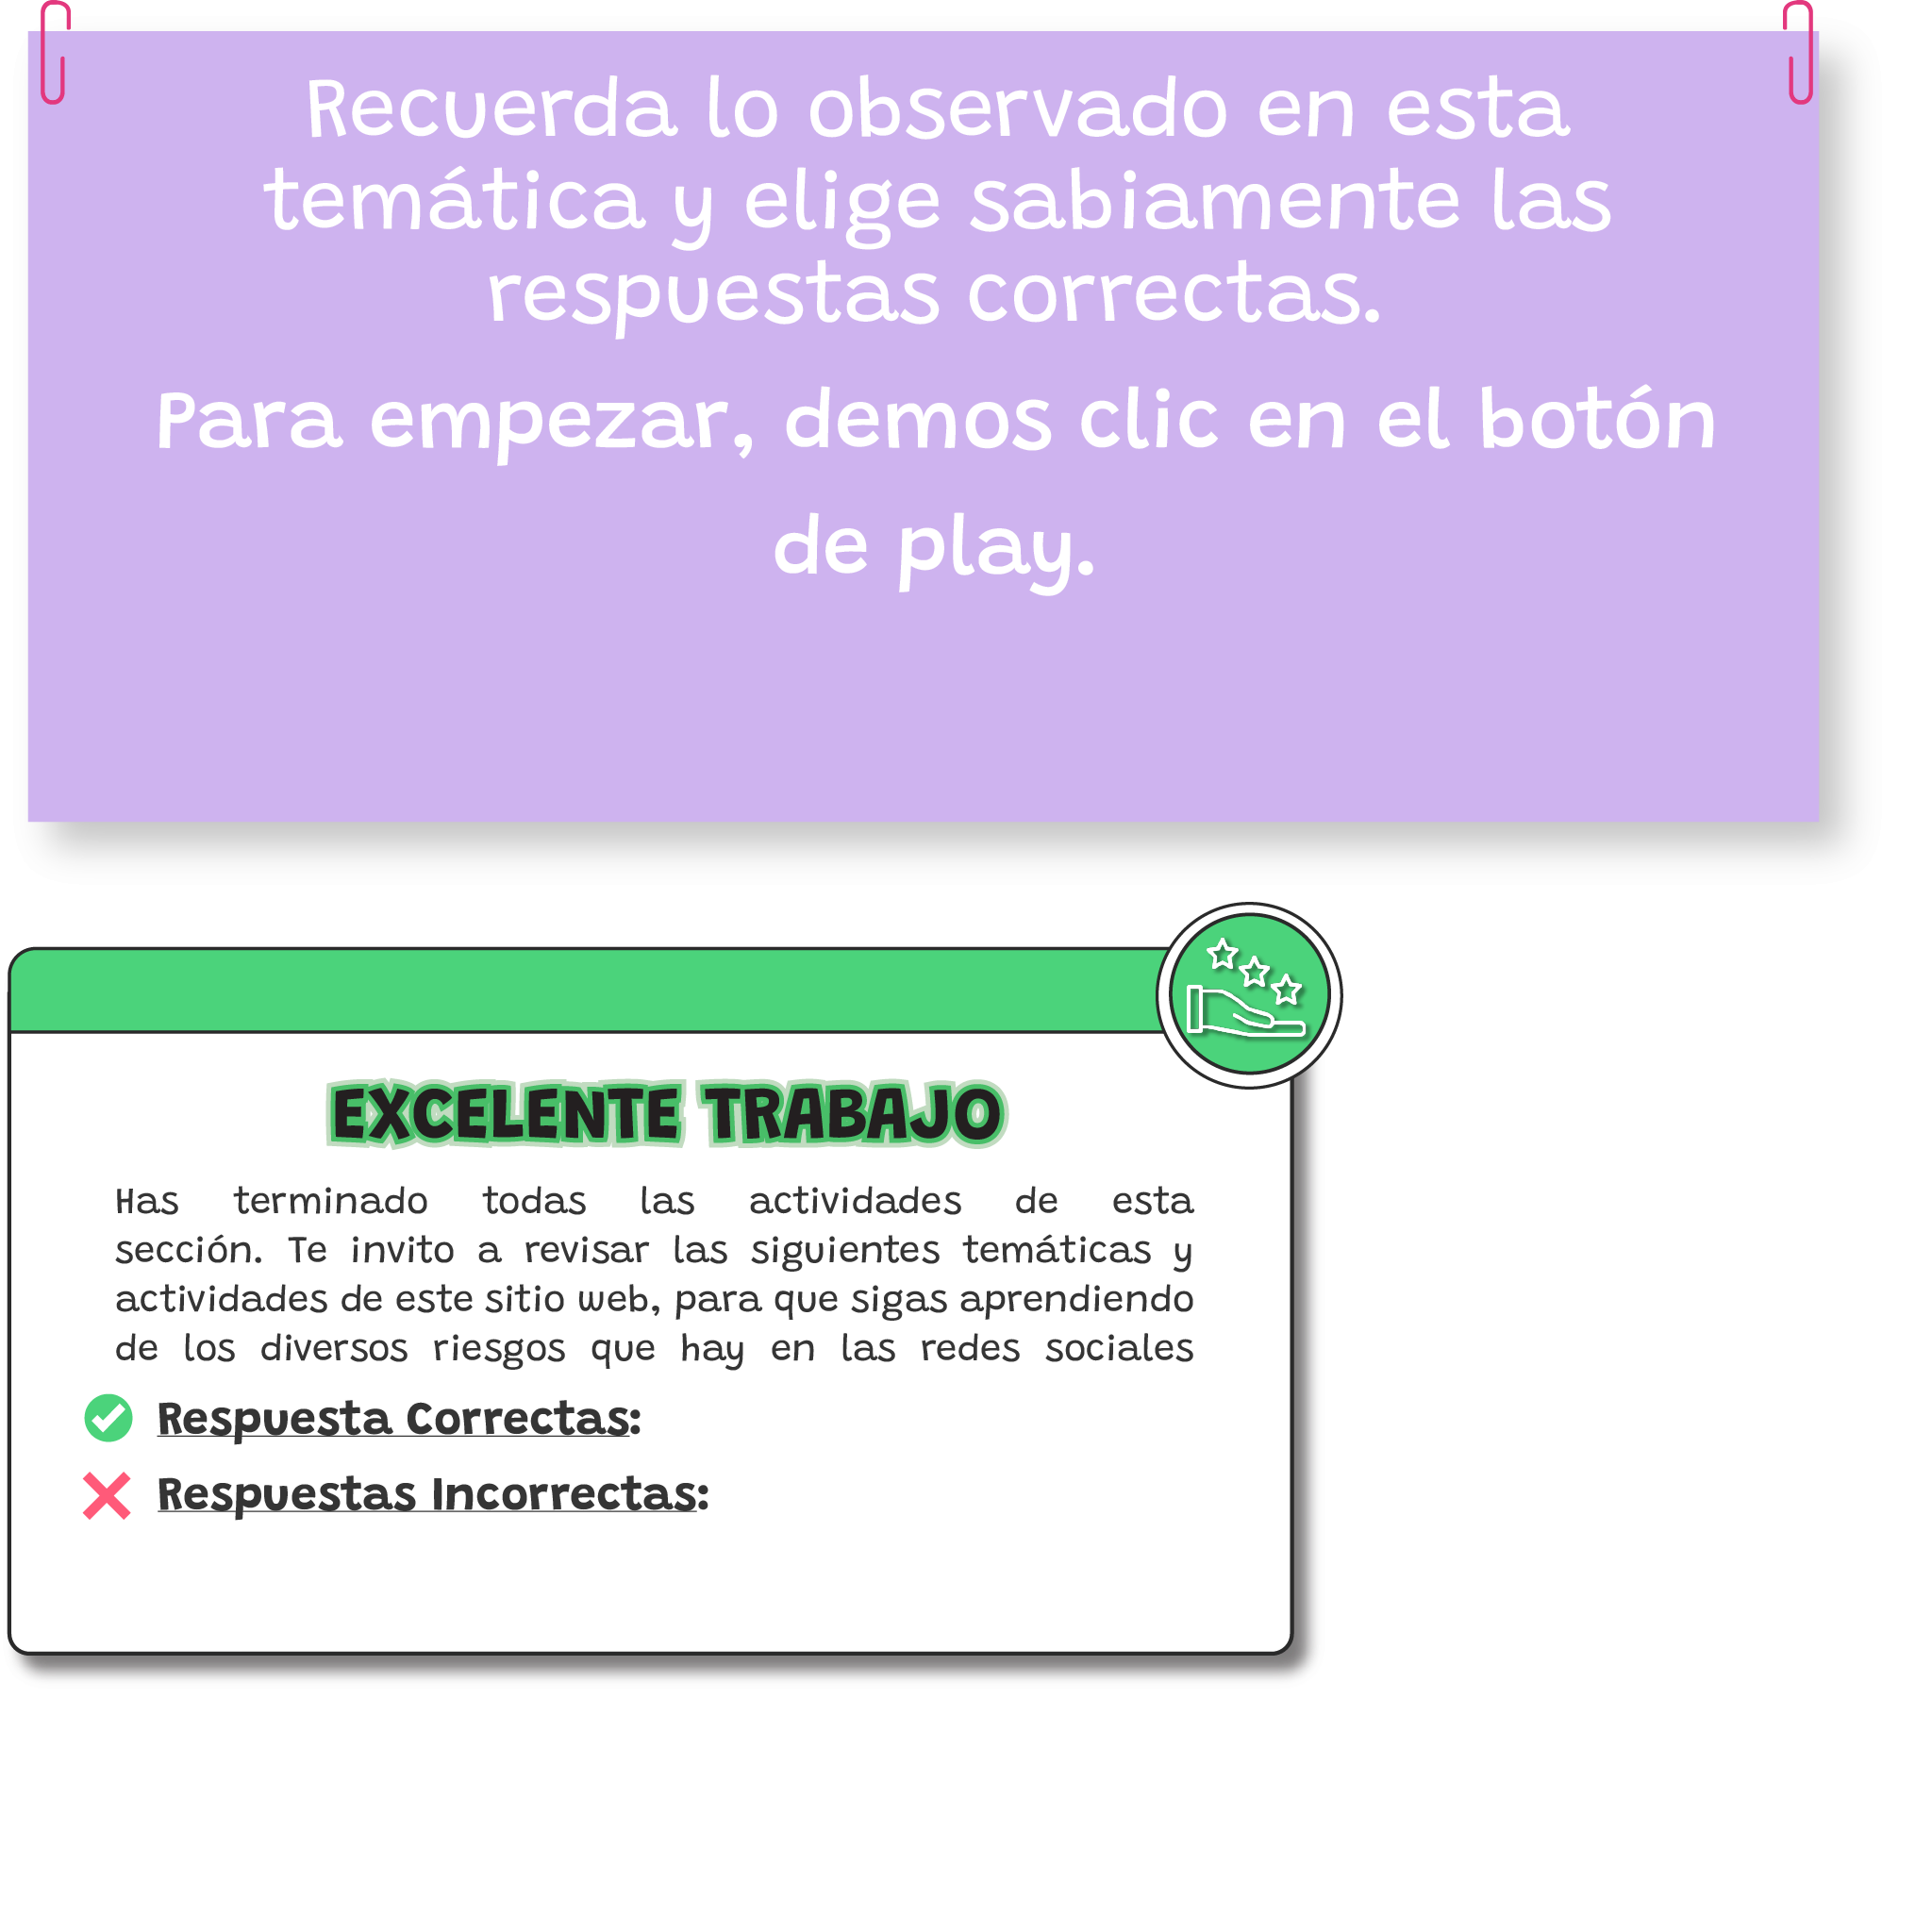 Recuerda lo observado en esta
temática y elige sabiamente las
respuestas correctas.
Para empezar, demos clic en el botón
de play.
EXCELENTE TRABAJO
Has terminado todas las actividades de esta
sección. Te invito a revisar las siguientes temáticas y
actividades de este sitio web, para que sigas aprendiendo
de los diversos riesgos que hay en las redes sociales
Respuesta Correctas:
Respuestas Incorrectas: